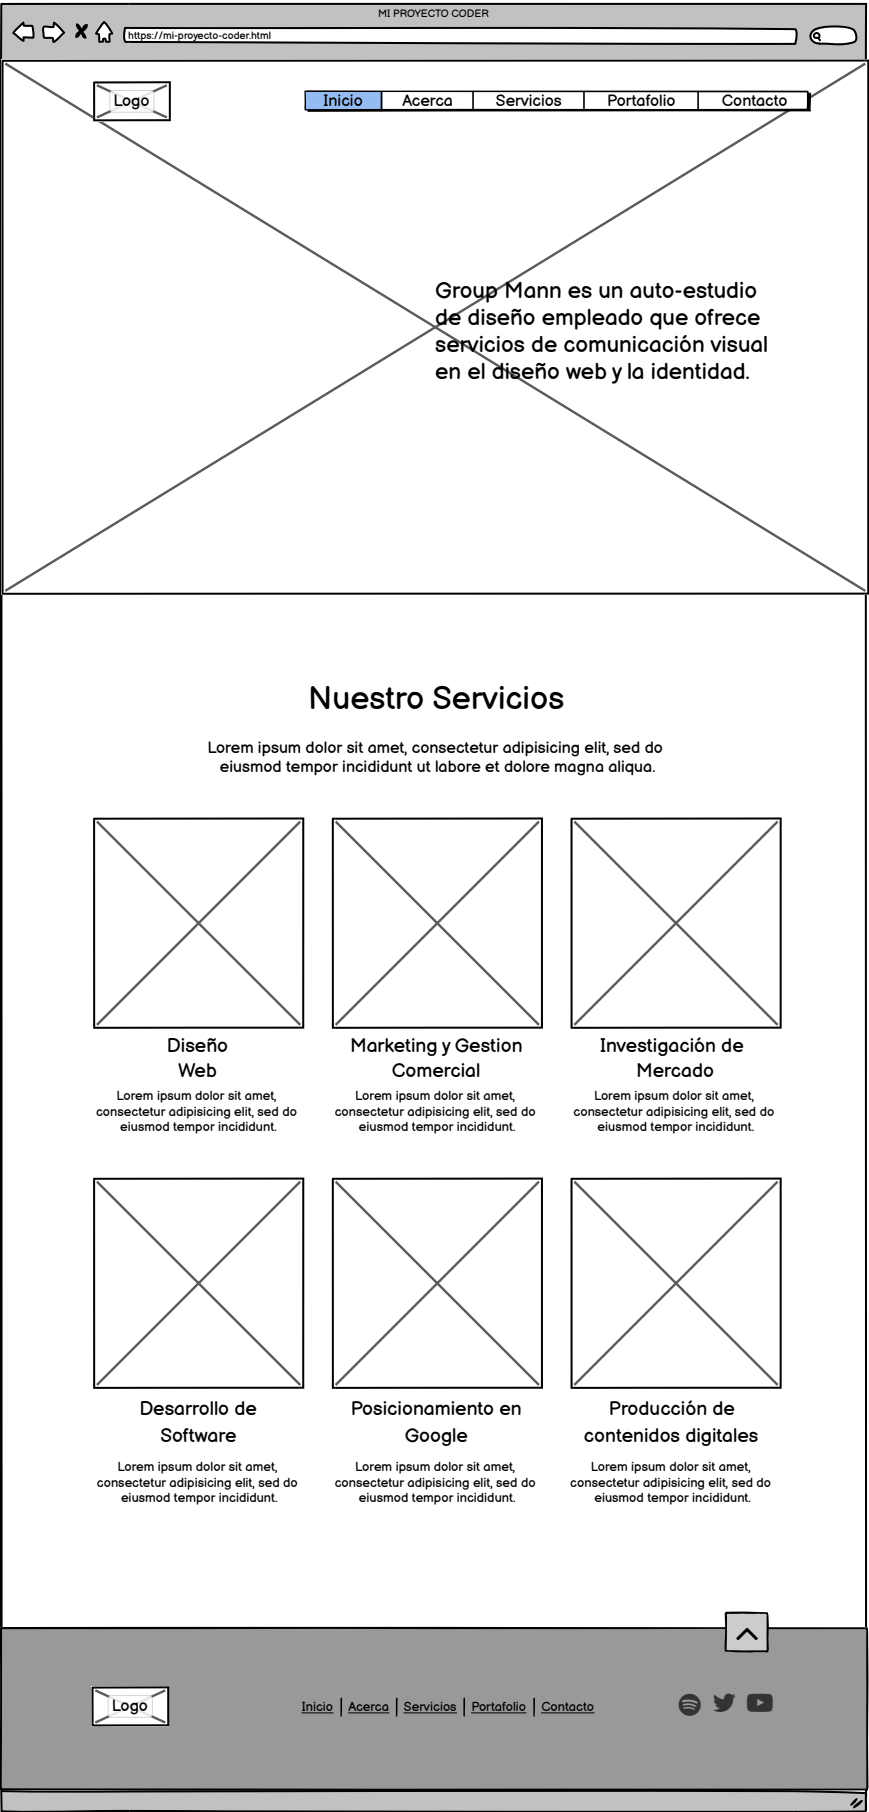 MI PROYECTO CODER
https://mi-proyecto-coder.html
Logo
Inicio Acerca Servicios Portafolio Contacto
Group Mann es un auto-estudio
de diseño empleado que ofrece
servicios de comunicación visual
en el diseño web y la identidad.
Nuestro Servicios
Lorem ipsum dolor sit amet, consectetur adipisicing elit, sed do
eiusmod tempor incididunt ut labore et dolore magna aliqua.
Diseño
Web
Lorem ipsum dolor sit amet,
consectetur adipisicing elit, sed do
eiusmod tempor incididunt.
Marketing y Gestion
Comercial
Lorem ipsum dolor sit amet,
consectetur adipisicing elit, sed do
eiusmod tempor incididunt.
Investigación de
Mercado
Lorem ipsum dolor sit amet,
consectetur adipisicing elit, sed do
eiusmod tempor incididunt.
Desarrollo de
Software
Lorem ipsum dolor sit amet,
consectetur adipisicing elit, sed do
eiusmod tempor incididunt.
Posicionamiento en
Google
Lorem ipsum dolor sit amet,
consectetur adipisicing elit, sed do
eiusmod tempor incididunt.
Producción de
contenidos digitales
Lorem ipsum dolor sit amet,
consectetur adipisicing elit, sed do
eiusmod tempor incididunt.
Logo
Inicio | Acerca | Servicios | Portafolio | Contacto